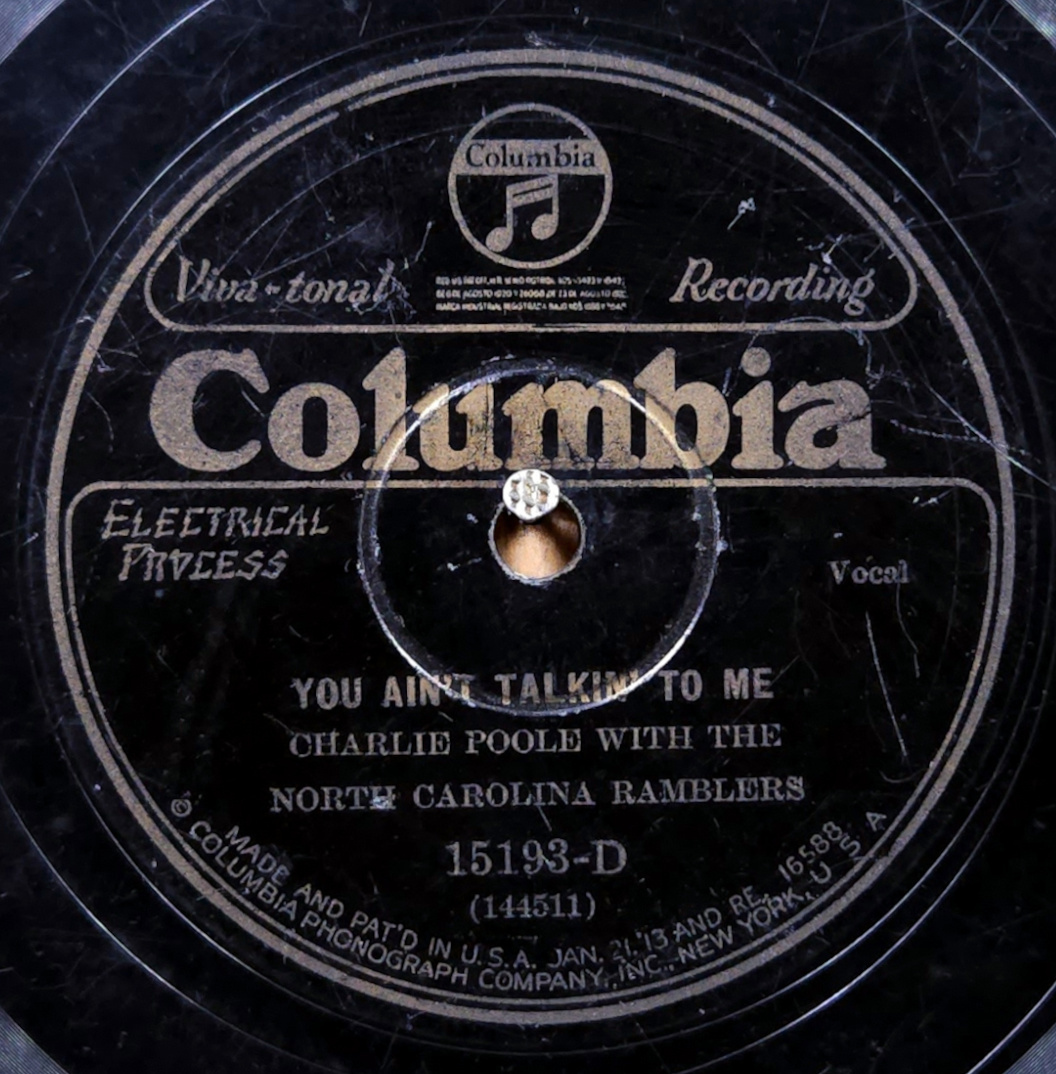 Columbia
Viva-tonal Recording
Columbia
ELECTRICAL
PROCESS
Vocal
YOU AIN'T TALKIN' TO ME
CHARLIE POOLE WITH THE
NORTH CAROLINA RAMBLERS
15193-D
(144511)
MADE AND PAT'D IN U.S.A. JAN. 21, '13 AND RE. 16588
© COLUMBIA PHONOGRAPH COMPANY, INC., NEW YORK, U S A